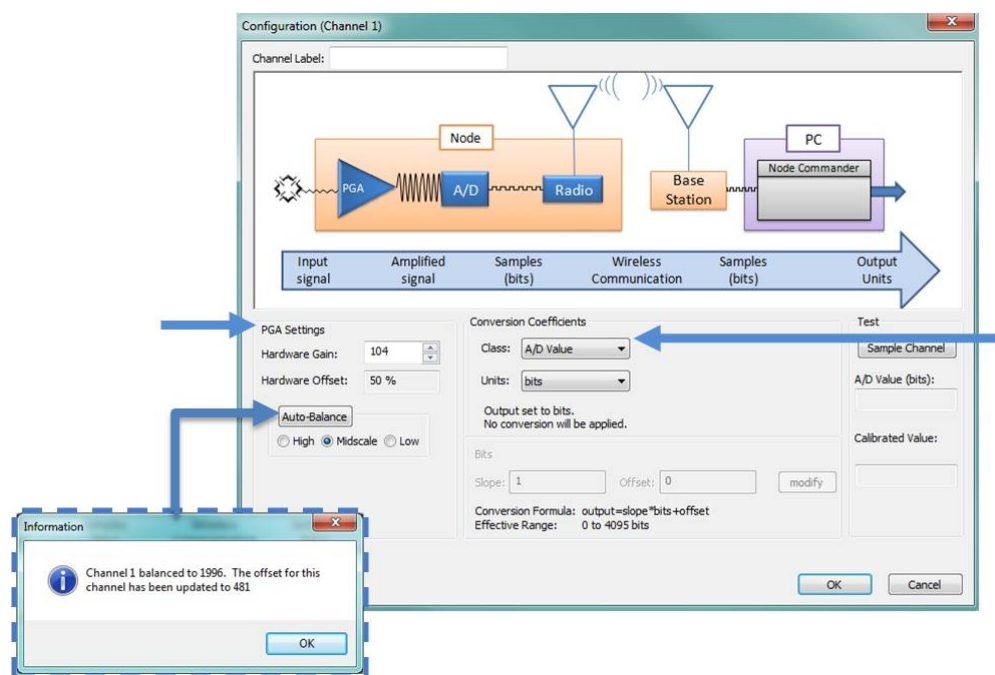 Configuration (Channel 1)
Channel Label:
Node
PC
Node Commander
PGA
A/D
Radio
Base
Station
Input
signal
Amplified
signal
Samples
(bits)
Wireless
Communication
Samples
(bits)
Output
Units
PGA Settings
Hardware Gain:
104
Hardware Offset:
50 %
Auto-Balance
High
Midscale
Low
Conversion Coefficients
Class:
A/D Value
Units:
bits
Output set to bits.
No conversion will be applied.
Bits
Slope:
1
Offset:
0
modify
Conversion Formula: output=slope*bits+offset
Effective Range: 0 to 4095 bits
Test
Sample Channel
A/D Value (bits):
Calibrated Value:
OK
Cancel
Information
Channel 1 balanced to 1996. The offset for this
channel has been updated to 481
OK